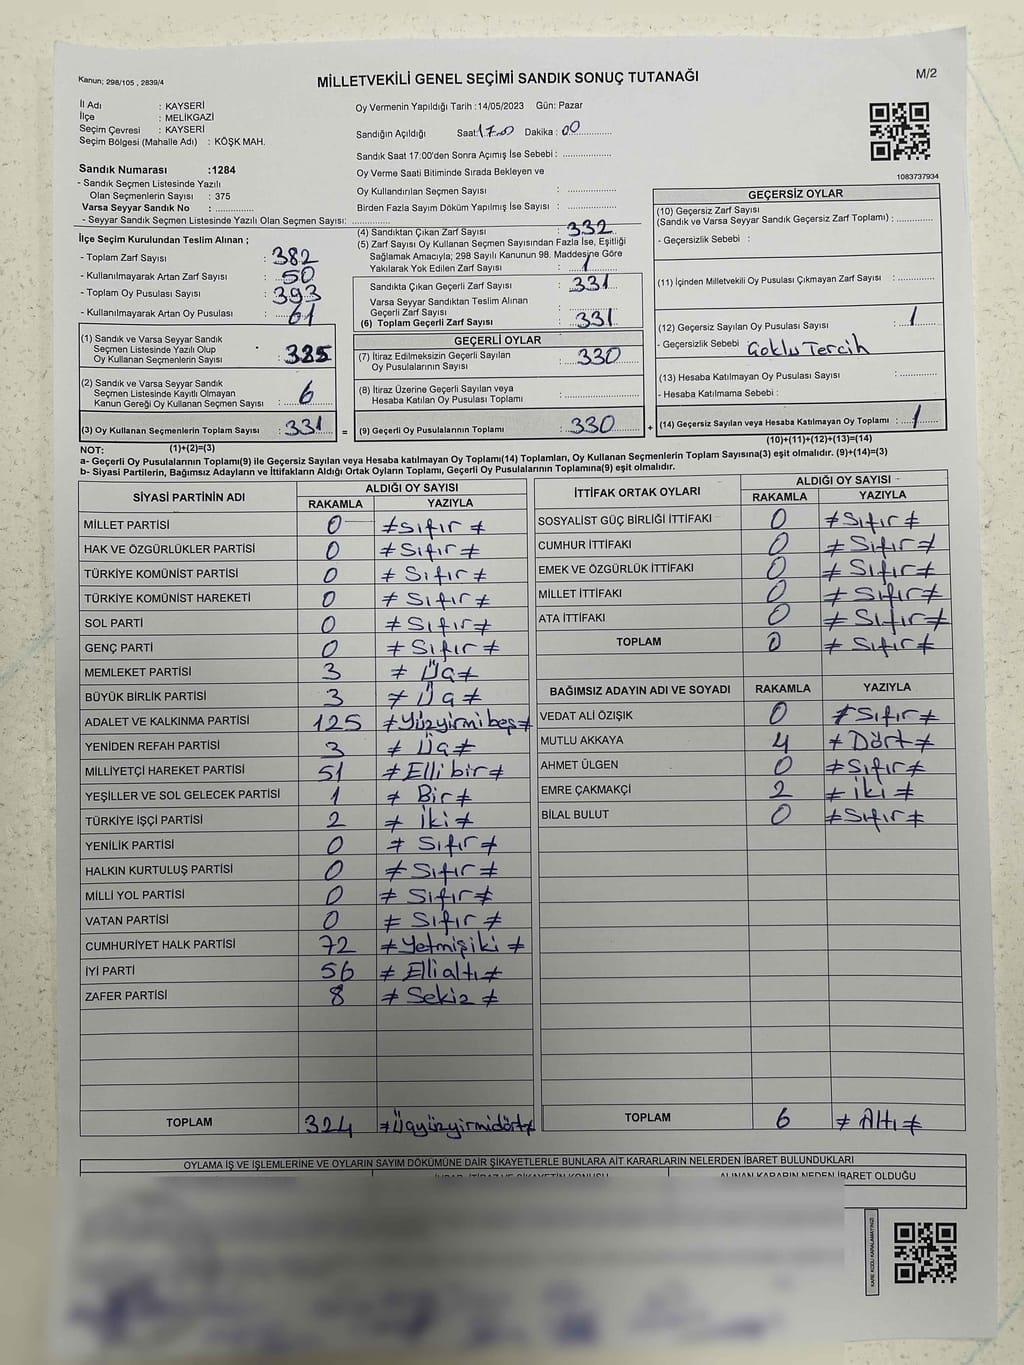 Kanun; 298/105 , 2839/4
MİLLETVEKİLİ GENEL SEÇİMİ SANDIK SONUÇ TUTANAĞI
M/2
İl Adı : KAYSERİ
İlçe : MELİKGAZİ
Seçim Çevresi : KAYSERİ
Seçim Bölgesi (Mahalle Adı) : KÖŞK MAH.
Oy Vermenin Yapıldığı Tarih :14/05/2023 Gün: Pazar
Sandığın Açıldığı Saat:17.00 Dakika : 00
Sandık Saat 17:00'den Sonra Açımış İse Sebebi :
Oy Verme Saati Bitiminde Sırada Bekleyen ve
Oy Kullandırılan Seçmen Sayısı :
Birden Fazla Sayım Döküm Yapılmış İse Sayısı :
1083737934
Sandık Numarası :1284
- Sandık Seçmen Listesinde Yazılı
Olan Seçmenlerin Sayısı : 375
Varsa Seyyar Sandık No :
- Seyyar Sandık Seçmen Listesinde Yazılı Olan Seçmen Sayısı:
İlçe Seçim Kurulundan Teslim Alınan ;
- Toplam Zarf Sayısı : 382
- Kullanılmayarak Artan Zarf Sayısı : 50
- Toplam Oy Pusulası Sayısı : 393
- Kullanılmayarak Artan Oy Pusulası : 61
(1) Sandık ve Varsa Seyyar Sandık
Seçmen Listesinde Yazılı Olup
Oy Kullanan Seçmenlerin Sayısı : 325
(2) Sandık ve Varsa Seyyar Sandık
Seçmen Listesinde Kayıtlı Olmayan
Kanun Gereği Oy Kullanan Seçmen Sayısı : 6
(3) Oy Kullanan Seçmenlerin Toplam Sayısı : 331 =
(4) Sandıktan Çıkan Zarf Sayısı : 332
(5) Zarf Sayısı Oy Kullanan Seçmen Sayısından Fazla İse, Eşitliği
Sağlamak Amacıyla; 298 Sayılı Kanunun 98. Maddesine Göre
Yakılarak Yok Edilen Zarf Sayısı : 1
Sandıkta Çıkan Geçerli Zarf Sayısı : 331
Varsa Seyyar Sandıktan Teslim Alınan
Geçerli Zarf Sayısı :
(6) Toplam Geçerli Zarf Sayısı : 331
GEÇERLİ OYLAR
(7) İtiraz Edilmeksizin Geçerli Sayılan
Oy Pusulalarının Sayısı : 330
(8) İtiraz Üzerine Geçerli Sayılan veya
Hesaba Katılan Oy Pusulası Toplamı :
(9) Geçerli Oy Pusulalarının Toplamı : 330 +
GEÇERSİZ OYLAR
(10) Geçersiz Zarf Sayısı
(Sandık ve Varsa Seyyar Sandık Geçersiz Zarf Toplamı) :
- Geçersizlik Sebebi :
(11) İçinden Milletvekili Oy Pusulası Çıkmayan Zarf Sayısı :
(12) Geçersiz Sayılan Oy Pusulası Sayısı : 1
- Geçersizlik Sebebi : Çoklu Tercih
(13) Hesaba Katılmayan Oy Pusulası Sayısı :
- Hesaba Katılmama Sebebi :
(14) Geçersiz Sayılan veya Hesaba Katılmayan Oy Toplamı : 1
(10)+(11)+(12)+(13)=(14)
NOT: (1)+(2)=(3)
a- Geçerli Oy Pusulalarının Toplamı(9) ile Geçersiz Sayılan veya Hesaba katılmayan Oy Toplamı(14) Toplamları, Oy Kullanan Seçmenlerin Toplam Sayısına(3) eşit olmalıdır. (9)+(14)=(3)
b- Siyasi Partilerin, Bağımsız Adayların ve İttifakların Aldığı Ortak Oyların Toplamı, Geçerli Oy Pusulalarının Toplamına(9) eşit olmalıdır.
SİYASİ PARTİNİN ADI ALDIĞI OY SAYISI
RAKAMLA YAZIYLA
MİLLET PARTİSİ 0 ≠Sıfır≠
HAK VE ÖZGÜRLÜKLER PARTİSİ 0 ≠Sıfır≠
TÜRKİYE KOMÜNİST PARTİSİ 0 ≠Sıfır≠
TÜRKİYE KOMÜNİST HAREKETİ 0 ≠Sıfır≠
SOL PARTİ 0 ≠Sıfır≠
GENÇ PARTİ 0 ≠Sıfır≠
MEMLEKET PARTİSİ 3 ≠Üç≠
BÜYÜK BİRLİK PARTİSİ 3 ≠Üç≠
ADALET VE KALKINMA PARTİSİ 125 ≠Yüzyirmibeş≠
YENİDEN REFAH PARTİSİ 3 ≠Üç≠
MİLLİYETÇİ HAREKET PARTİSİ 51 ≠Ellibir≠
YEŞİLLER VE SOL GELECEK PARTİSİ 1 ≠Bir≠
TÜRKİYE İŞÇİ PARTİSİ 2 ≠İki≠
YENİLİK PARTİSİ 0 ≠Sıfır≠
HALKIN KURTULUŞ PARTİSİ 0 ≠Sıfır≠
MİLLİ YOL PARTİSİ 0 ≠Sıfır≠
VATAN PARTİSİ 0 ≠Sıfır≠
CUMHURİYET HALK PARTİSİ 72 ≠Yetmişiki≠
İYİ PARTİ 56 ≠Ellialtı≠
ZAFER PARTİSİ 8 ≠Sekiz≠
TOPLAM 324 ≠Üçyüzyirmidört≠
İTTİFAK ORTAK OYLARI ALDIĞI OY SAYISI
RAKAMLA YAZIYLA
SOSYALİST GÜÇ BİRLİĞİ İTTİFAKI 0 ≠Sıfır≠
CUMHUR İTTİFAKI 0 ≠Sıfır≠
EMEK VE ÖZGÜRLÜK İTTİFAKI 0 ≠Sıfır≠
MİLLET İTTİFAKI 0 ≠Sıfır≠
ATA İTTİFAKI 0 ≠Sıfır≠
TOPLAM 0 ≠Sıfır≠
BAĞIMSIZ ADAYIN ADI VE SOYADI RAKAMLA YAZIYLA
VEDAT ALİ ÖZIŞIK 0 ≠Sıfır≠
MUTLU AKKAYA 4 ≠Dört≠
AHMET ÜLGEN 0 ≠Sıfır≠
EMRE ÇAKMAKÇİ 2 ≠İki≠
BİLAL BULUT 0 ≠Sıfır≠
TOPLAM 6 ≠Altı≠
OYLAMA İŞ VE İŞLEMLERİNE VE OYLARIN SAYIM DÖKÜMÜNE DAİR ŞİKAYETLERLE BUNLARA AİT KARARLARIN NELERDEN İBARET BULUNDUKLARI
İHBAR, İTİRAZ VE ŞİKAYETİN KONUSU ALINAN KARARIN NEDEN İBARET OLDUĞU
KARE KODU KARALAMAYINIZ!